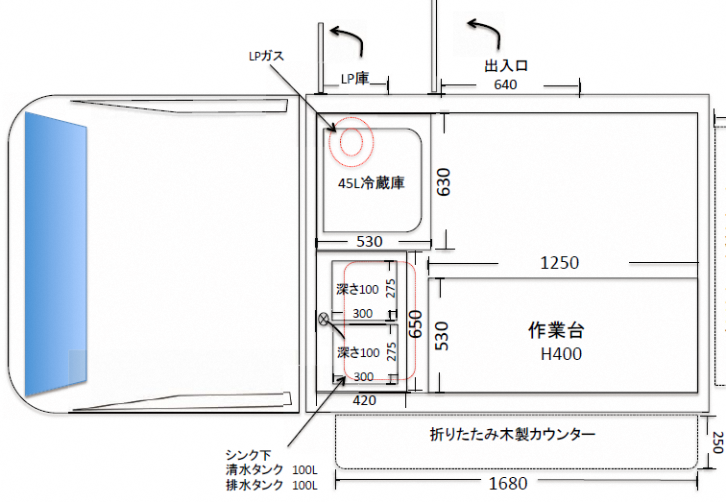 LPガス
LP庫
出入口
640
45L冷蔵庫
630
530
1250
深さ100
275
300
深さ100
275
300
650
530
作業台
H400
420
折りたたみ木製カウンター
250
シンク下
清水タンク 100L
排水タンク 100L
1680